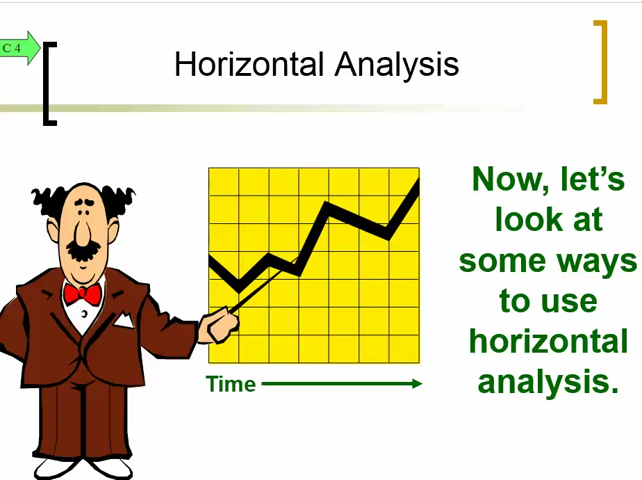 C 4
Horizontal Analysis
Now, let’s
look at
some ways
to use
horizontal
analysis.
Time